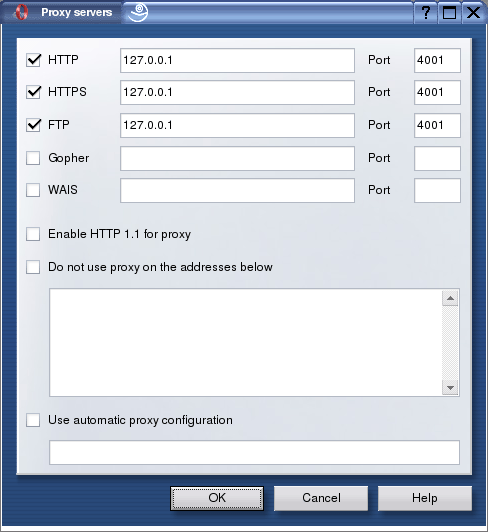 Proxy servers
HTTP 127.0.0.1 Port 4001
HTTPS 127.0.0.1 Port 4001
FTP 127.0.0.1 Port 4001
Gopher Port
WAIS Port
Enable HTTP 1.1 for proxy
Do not use proxy on the addresses below
Use automatic proxy configuration
OK Cancel Help